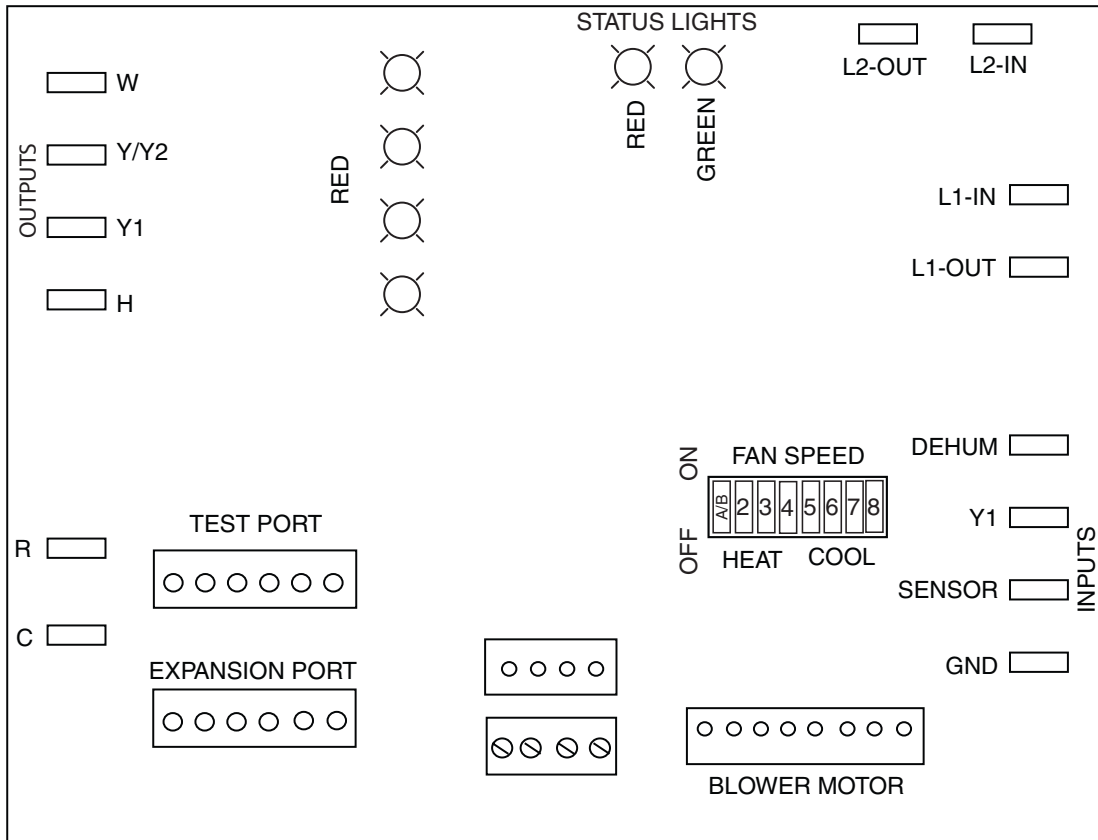 STATUS LIGHTS
RED
GREEN
L2-OUT
L2-IN
OUTPUTS
W
Y/Y2
Y1
H
RED
L1-IN
L1-OUT
ON
OFF
FAN SPEED
A/B 2 3 4 5 6 7 8
HEAT
COOL
DEHUM
Y1
SENSOR
GND
INPUTS
R
C
TEST PORT
EXPANSION PORT
BLOWER MOTOR